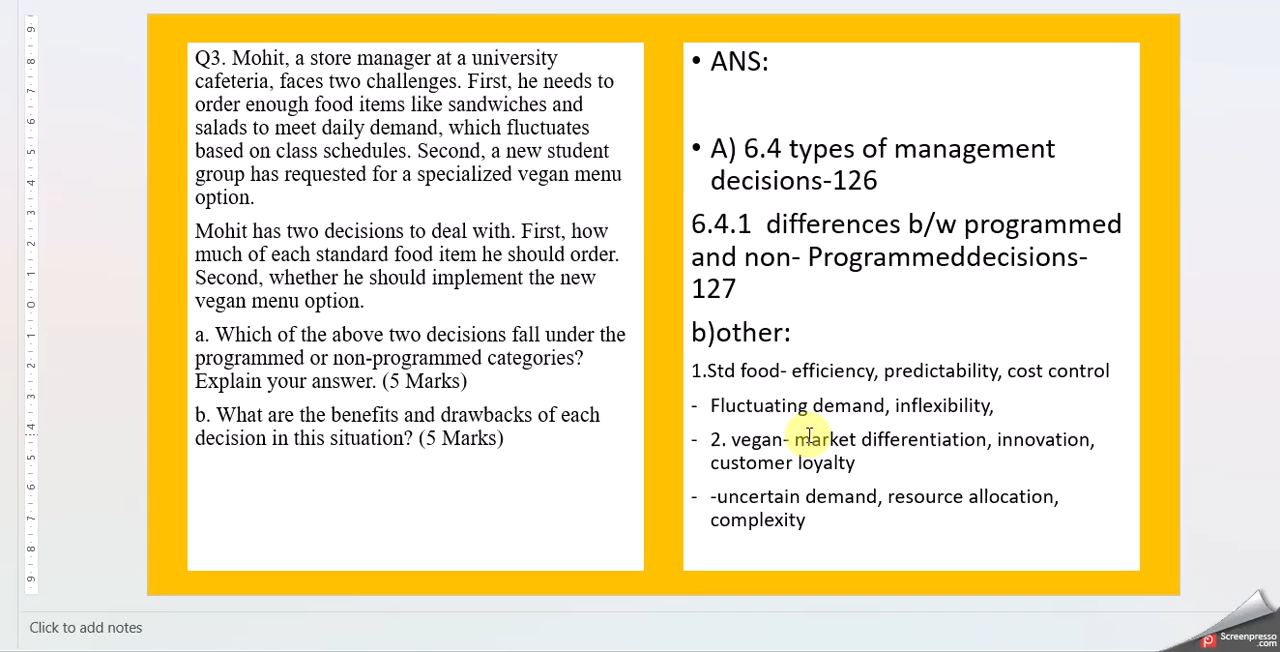 Q3. Mohit, a store manager at a university
cafeteria, faces two challenges. First, he needs to
order enough food items like sandwiches and
salads to meet daily demand, which fluctuates
based on class schedules. Second, a new student
group has requested for a specialized vegan menu
option.
Mohit has two decisions to deal with. First, how
much of each standard food item he should order.
Second, whether he should implement the new
vegan menu option.
a. Which of the above two decisions fall under the
programmed or non-programmed categories?
Explain your answer. (5 Marks)
b. What are the benefits and drawbacks of each
decision in this situation? (5 Marks)
• ANS:
• A) 6.4 types of management
decisions-126
6.4.1 differences b/w programmed
and non- Programmeddecisions-
127
b)other:
1.Std food- efficiency, predictability, cost control
- Fluctuating demand, inflexibility,
- 2. vegan- market differentiation, innovation,
customer loyalty
- -uncertain demand, resource allocation,
complexity
Click to add notes
Screenpresso
.com